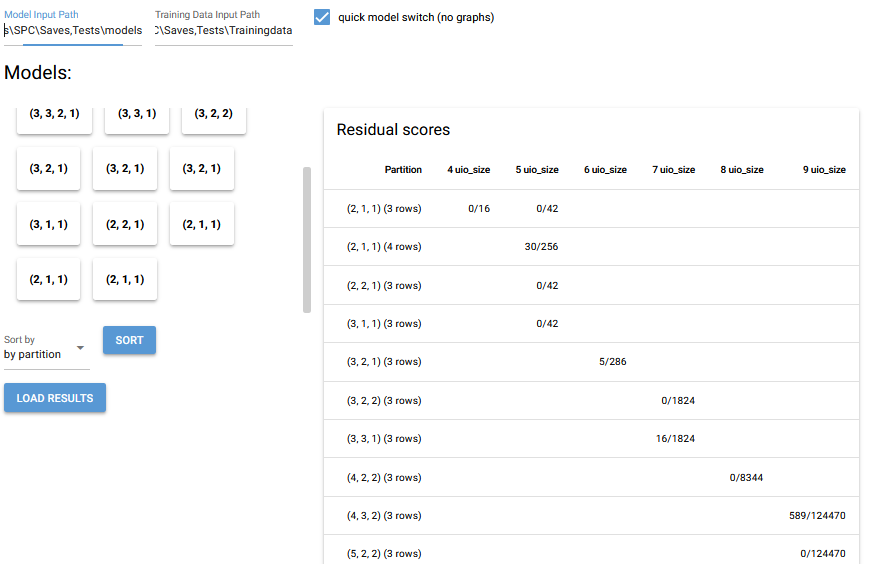 Model Input Path Training Data Input Path
s\SPC\Saves,Tests\models C\Saves,Tests\Trainingdata
quick model switch (no graphs)
Models:
(3, 3, 2, 1) (3, 3, 1) (3, 2, 2)
(3, 2, 1) (3, 2, 1) (3, 2, 1)
(3, 1, 1) (2, 2, 1) (2, 1, 1)
(2, 1, 1) (2, 1, 1)
Sort by
by partition
SORT
LOAD RESULTS
Residual scores
Partition 4 uio_size 5 uio_size 6 uio_size 7 uio_size 8 uio_size 9 uio_size
(2, 1, 1) (3 rows) 0/16 0/42
(2, 1, 1) (4 rows) 30/256
(2, 2, 1) (3 rows) 0/42
(3, 1, 1) (3 rows) 0/42
(3, 2, 1) (3 rows) 5/286
(3, 2, 2) (3 rows) 0/1824
(3, 3, 1) (3 rows) 16/1824
(4, 2, 2) (3 rows) 0/8344
(4, 3, 2) (3 rows) 589/124470
(5, 2, 2) (3 rows) 0/124470